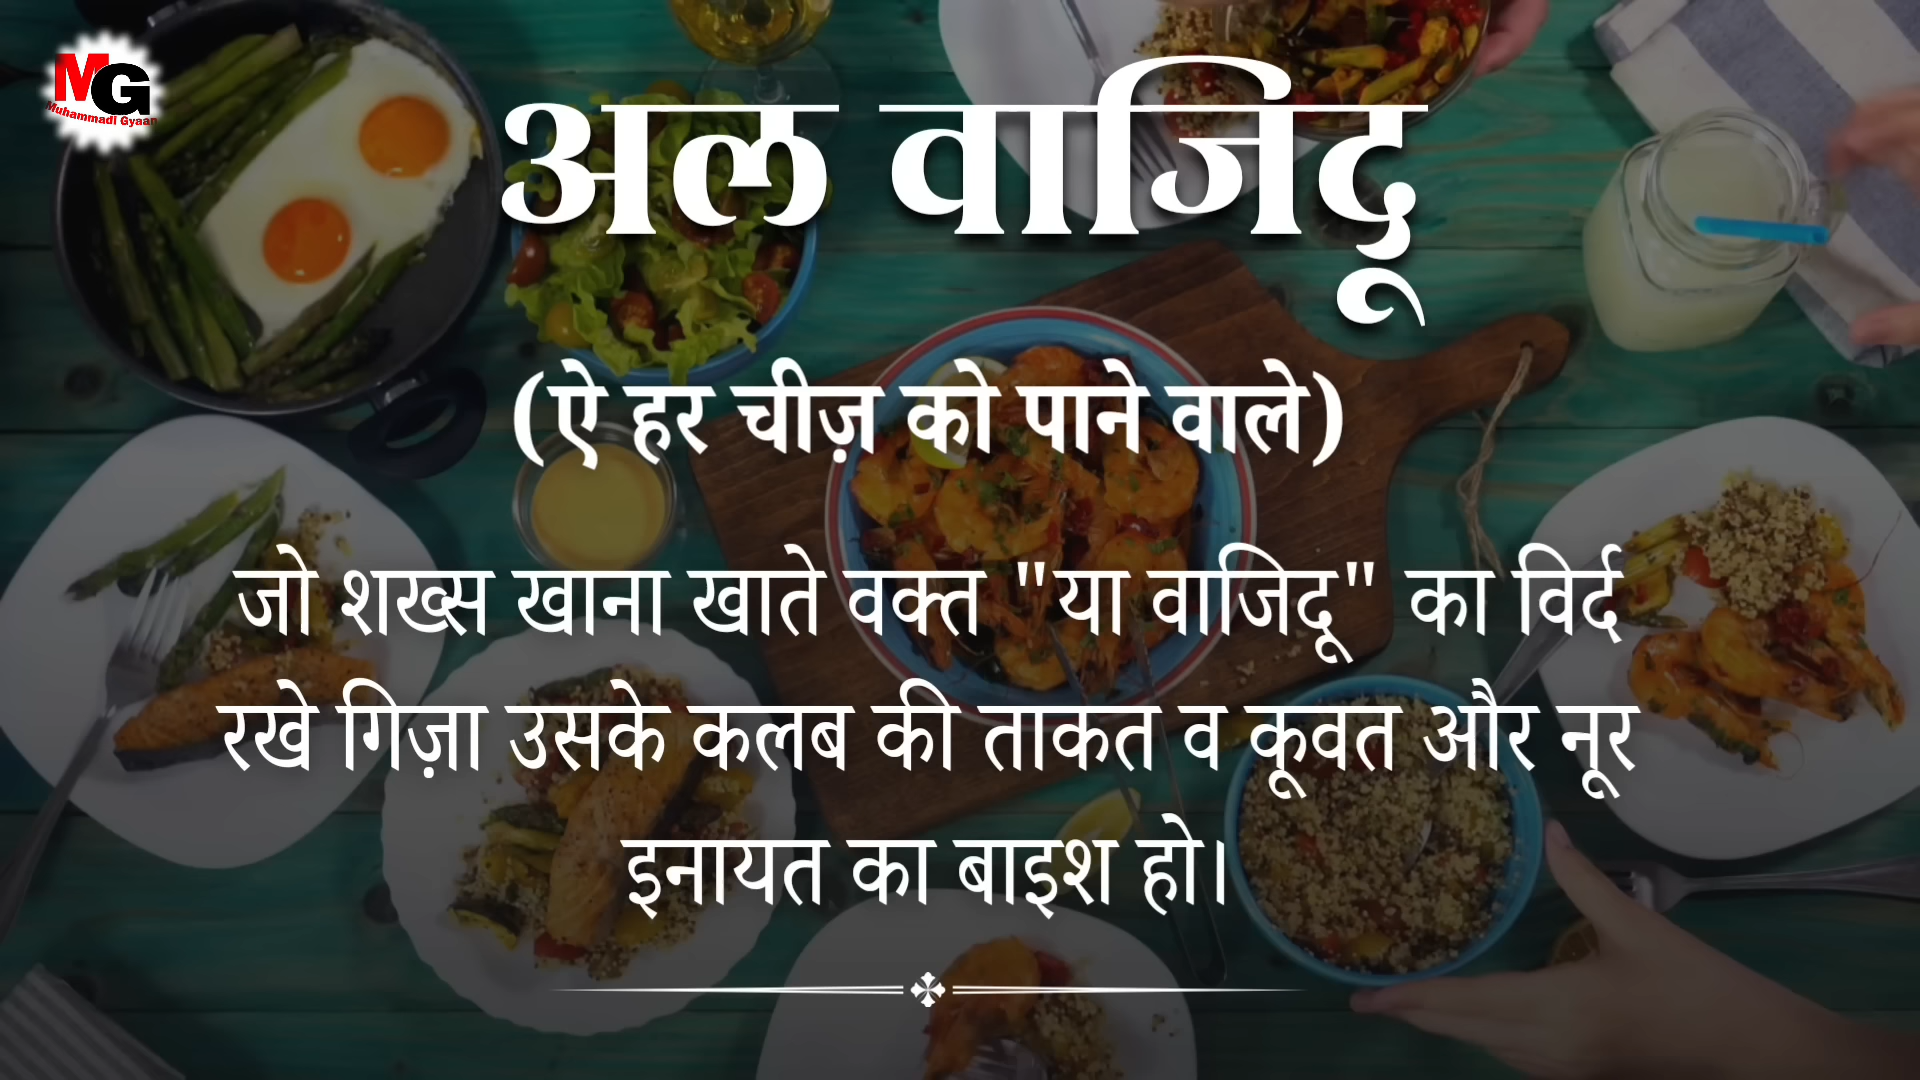 MG
Muhammadi Gyaan
अल वाजिदू
(ऐ हर चीज़ को पाने वाले)
जो शख्स खाना खाते वक्त "या वाजिदू" का विर्द
रखे गिज़ा उसके कलब की ताकत व कूवत और नूर
इनायत का बाइश हो।